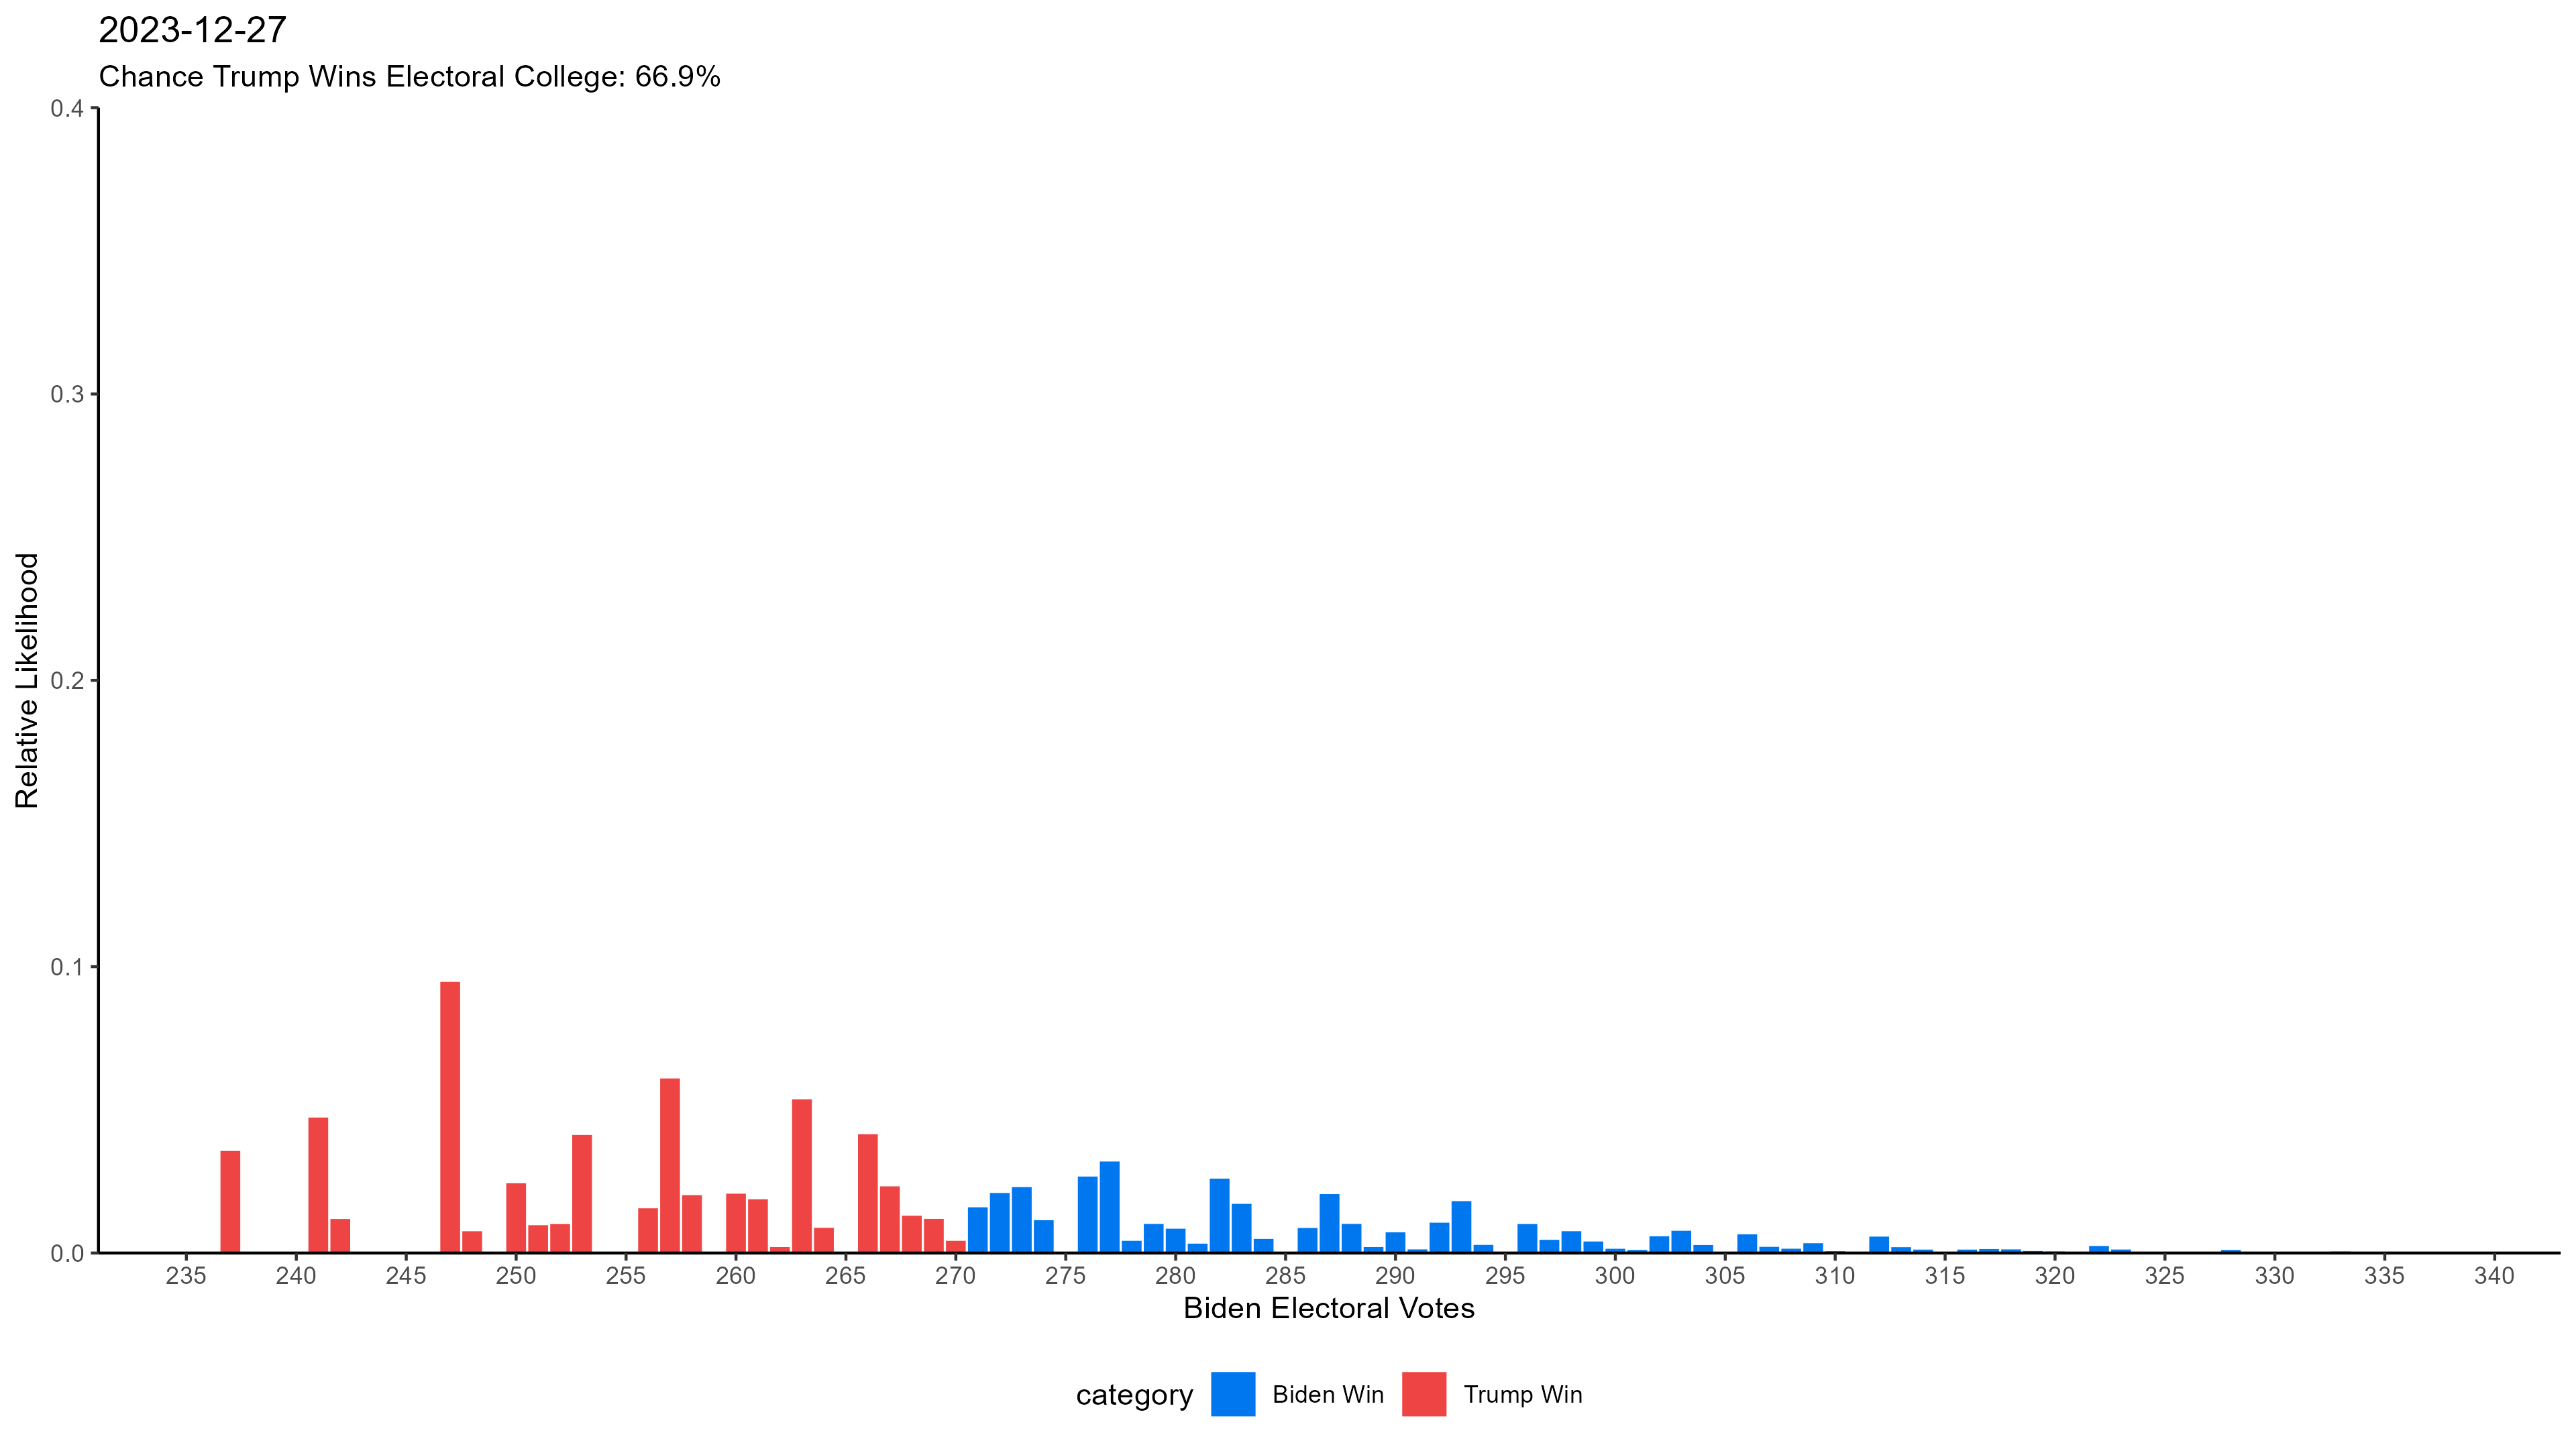 2023-12-27
Chance Trump Wins Electoral College: 66.9%
0.4
0.3
0.2
0.1
0.0
Relative Likelihood
235 240 245 250 255 260 265 270 275 280 285 290 295 300 305 310 315 320 325 330 335 340
Biden Electoral Votes
category Biden Win Trump Win